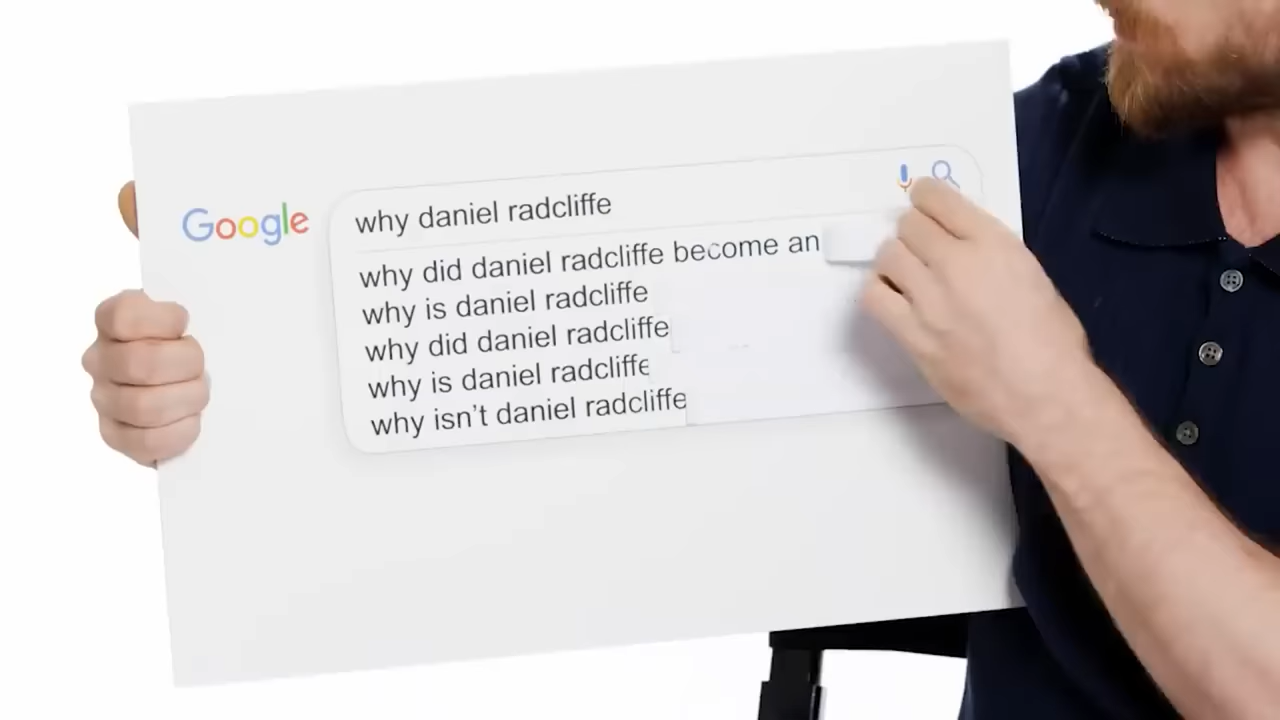 Google
why daniel radcliffe
why did daniel radcliffe become an
why is daniel radcliffe
why did daniel radcliffe
why is daniel radcliffe
why isn't daniel radcliffe